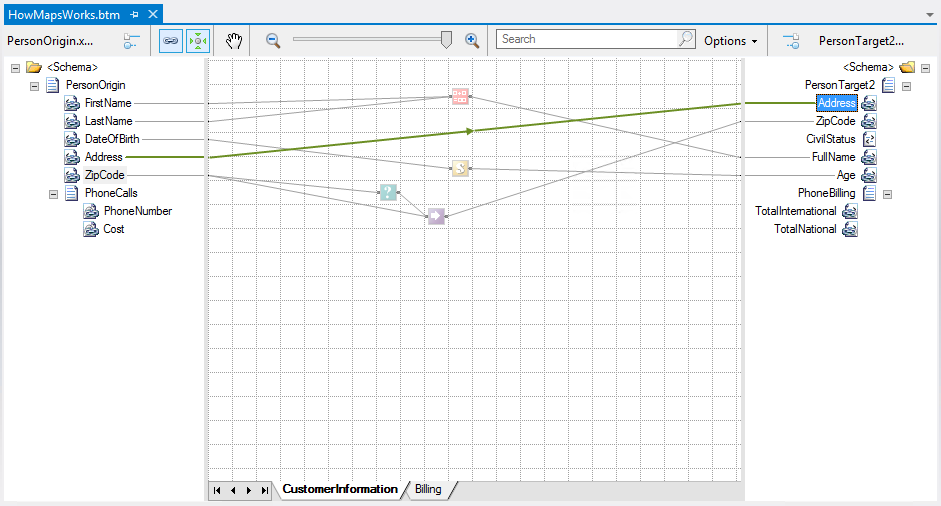 HowMapsWorks.btm
PersonOrigin.x...
Search
Options
PersonTarget2...
<Schema>
PersonOrigin
FirstName
LastName
DateOfBirth
Address
ZipCode
PhoneCalls
PhoneNumber
Cost
<Schema>
PersonTarget2
Address
ZipCode
CivilStatus
FullName
Age
PhoneBilling
TotalInternational
TotalNational
?
CustomerInformation
Billing